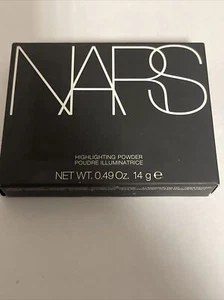 NARS
HIGHLIGHTING POWDER
POUDRE ILLUMINATRICE
NET WT. 0.49 Oz. 14 g ℮